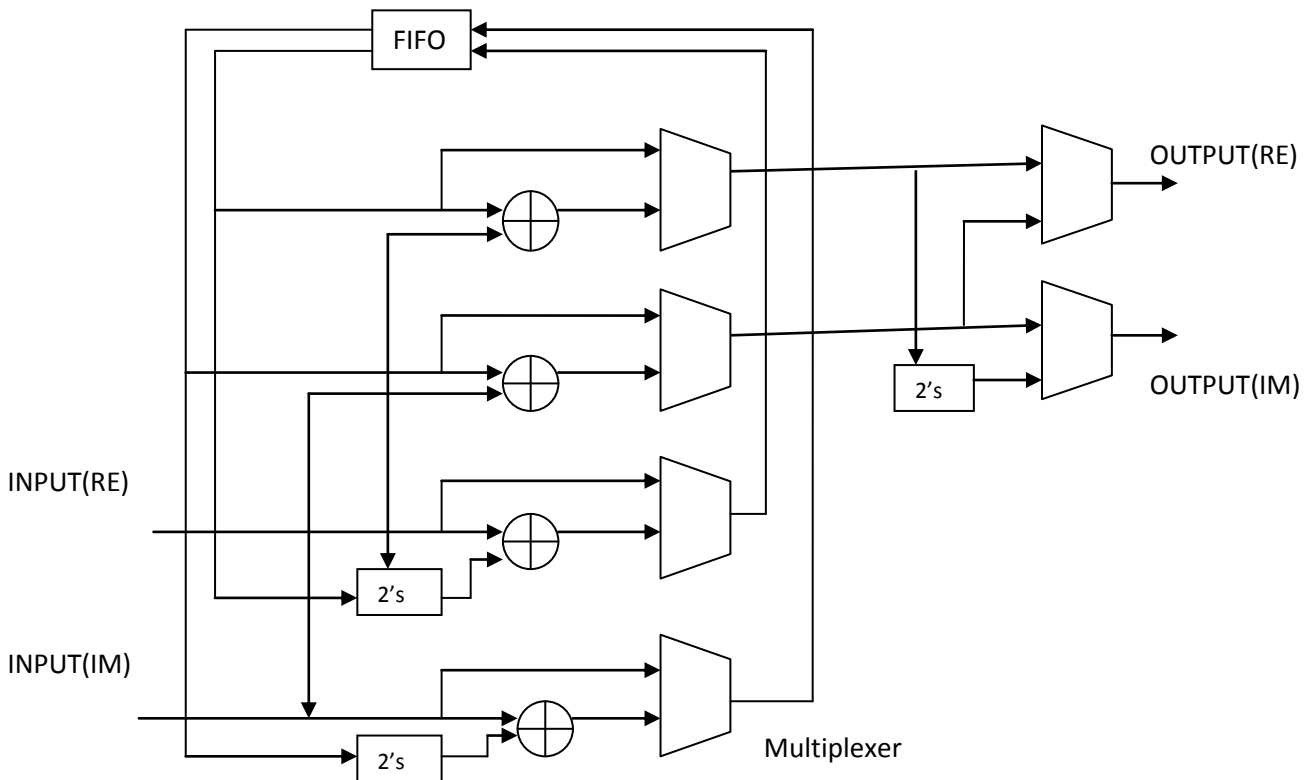 FIFO
OUTPUT(RE)
OUTPUT(IM)
2’s
INPUT(RE)
2’s
INPUT(IM)
2’s
Multiplexer